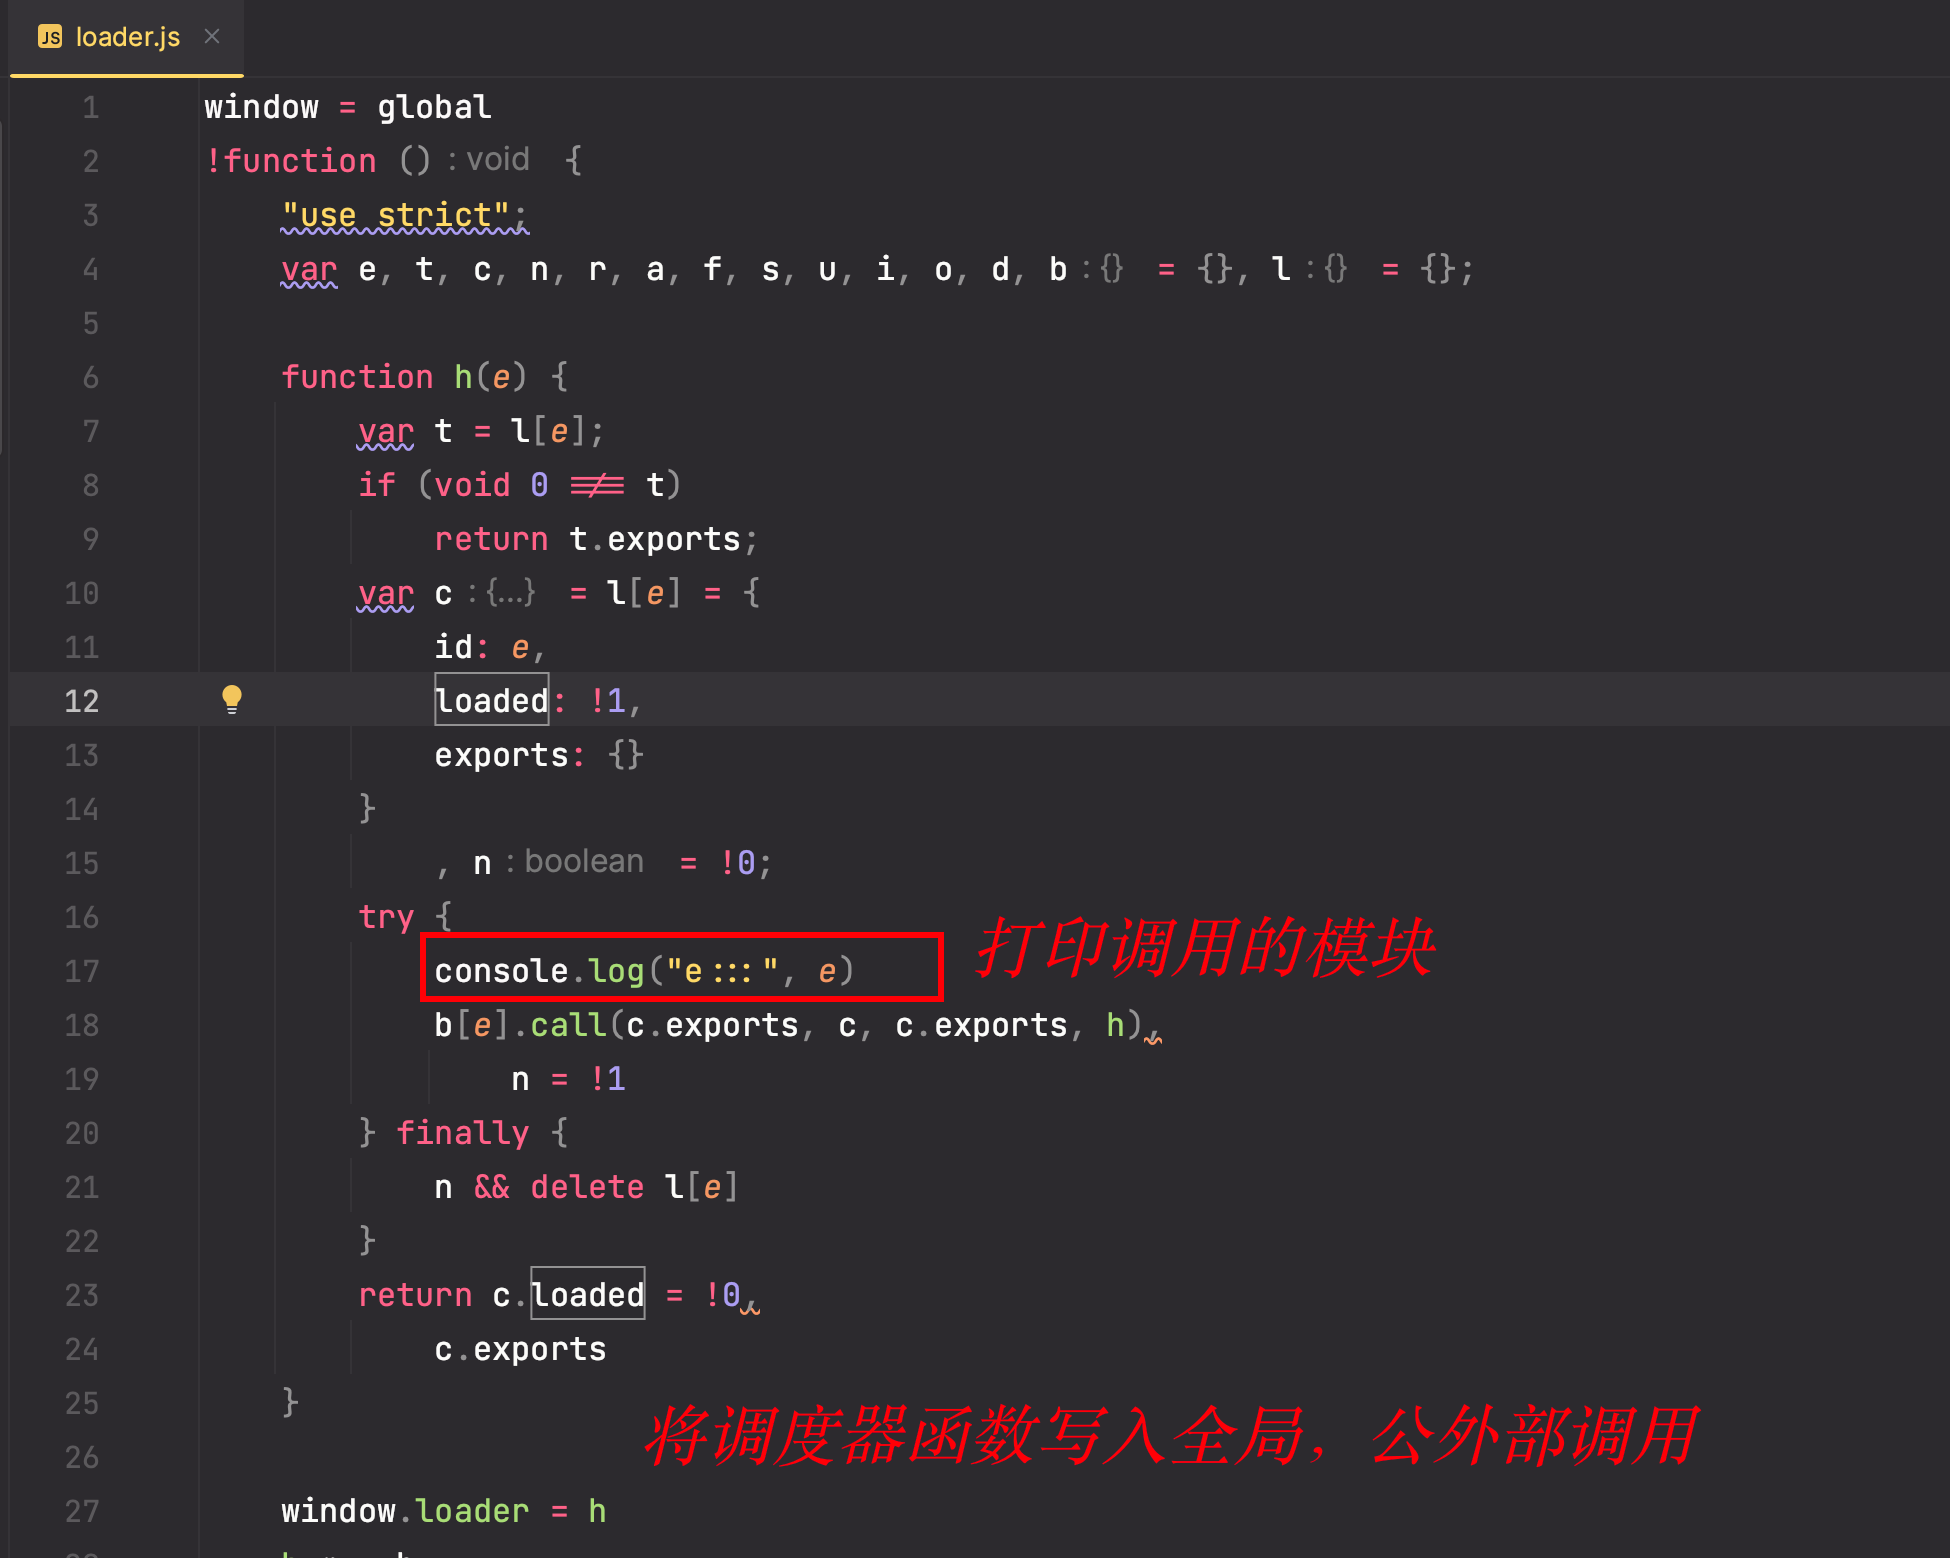 loader.js
1 window = global
2 !function () : void {
3 "use strict";
4 var e, t, c, n, r, a, f, s, u, i, o, d, b : {} = {}, l : {} = {};
5
6 function h(e) {
7 var t = l[e];
8 if (void 0 !== t)
9 return t.exports;
10 var c : {...} = l[e] = {
11 id: e,
12 loaded: !1,
13 exports: {}
14 }
15 , n : boolean = !0;
16 try {
17 console.log("e:::", e) 打印调用的模块
18 b[e].call(c.exports, c, c.exports, h),
19 n = !1
20 } finally {
21 n && delete l[e]
22 }
23 return c.loaded = !0,
24 c.exports
25 }
将调度器函数写入全局，公外部调用
26
27 window.loader = h